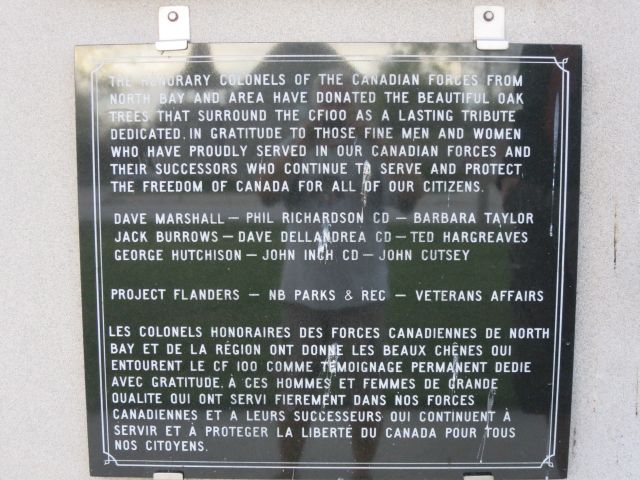 THE HONORARY COLONELS OF THE CANADIAN FORCES FROM
NORTH BAY AND AREA HAVE DONATED THE BEAUTIFUL OAK
TREES THAT SURROUND THE CF100 AS A LASTING TRIBUTE
DEDICATED, IN GRATITUDE TO THOSE FINE MEN AND WOMEN
WHO HAVE PROUDLY SERVED IN OUR CANADIAN FORCES AND
THEIR SUCCESSORS WHO CONTINUE TO SERVE AND PROTECT
THE FREEDOM OF CANADA FOR ALL OF OUR CITIZENS.
DAVE MARSHALL – PHIL RICHARDSON CD – BARBARA TAYLOR
JACK BURROWS – DAVE DELLANDREA CD – TED HARGREAVES
GEORGE HUTCHISON – JOHN INCH CD – JOHN CUTSEY
PROJECT FLANDERS – NB PARKS & REC – VETERANS AFFAIRS
LES COLONELS HONORAIRES DES FORCES CANADIENNES DE NORTH
BAY ET DE LA RÉGION ONT DONNE LES BEAUX CHÊNES QUI
ENTOURENT LE CF 100 COMME TEMOIGNAGE PERMANENT DEDIE
AVEC GRATITUDE, À CES HOMMES ET FEMMES DE GRANDE
QUALITE QUI ONT SERVI FIEREMENT DANS NOS FORCES
CANADIENNES ET A LEURS SUCCESSEURS QUI CONTINUENT À
SERVIR ET À PROTEGER LA LIBERTÉ DU CANADA POUR TOUS
NOS CITOYENS.